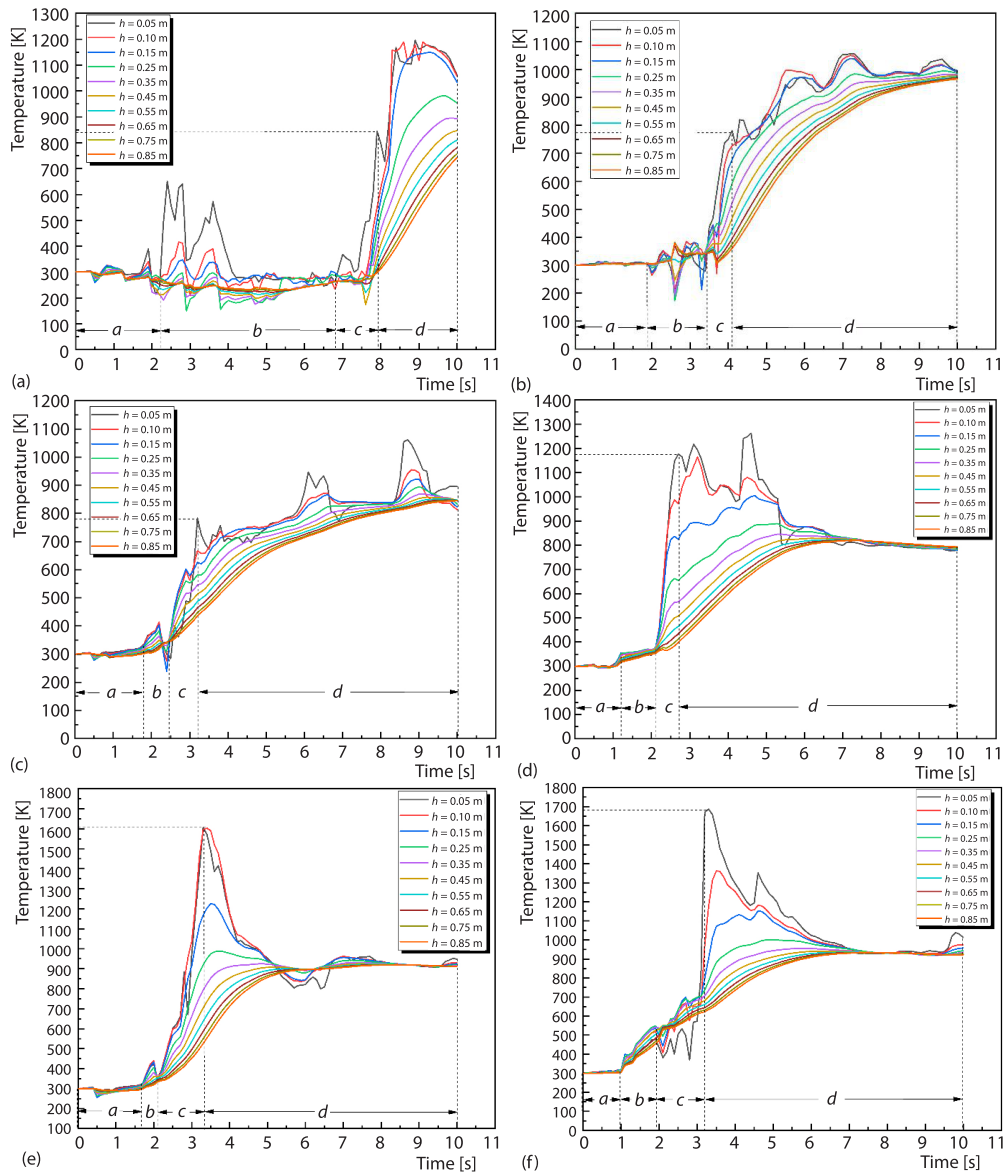 Temperature [K]
1300
1200
1100
1000
900
800
700
600
500
400
300
200
100
0
h = 0.05 m
h = 0.10 m
h = 0.15 m
h = 0.25 m
h = 0.35 m
h = 0.45 m
h = 0.55 m
h = 0.65 m
h = 0.75 m
h = 0.85 m
a b c d
0 1 2 3 4 5 6 7 8 9 10 11
(a) Time [s]
Temperature [K]
1200
1100
1000
900
800
700
600
500
400
300
200
100
0
h = 0.05 m
h = 0.10 m
h = 0.15 m
h = 0.25 m
h = 0.35 m
h = 0.45 m
h = 0.55 m
h = 0.65 m
h = 0.75 m
h = 0.85 m
a b c d
0 1 2 3 4 5 6 7 8 9 10 11
(b) Time [s]
Temperature [K]
1200
1100
1000
900
800
700
600
500
400
300
200
100
0
h = 0.05 m
h = 0.10 m
h = 0.15 m
h = 0.25 m
h = 0.35 m
h = 0.45 m
h = 0.55 m
h = 0.65 m
h = 0.75 m
h = 0.85 m
a b c d
0 1 2 3 4 5 6 7 8 9 10 11
(c) Time [s]
Temperature [K]
1400
1300
1200
1100
1000
900
800
700
600
500
400
300
200
100
0
h = 0.05 m
h = 0.10 m
h = 0.15 m
h = 0.25 m
h = 0.35 m
h = 0.45 m
h = 0.55 m
h = 0.65 m
h = 0.75 m
h = 0.85 m
a b c d
0 1 2 3 4 5 6 7 8 9 10 11
(d) Time [s]
Temperature [K]
1800
1700
1600
1500
1400
1300
1200
1100
1000
900
800
700
600
500
400
300
200
100
0
h = 0.05 m
h = 0.10 m
h = 0.15 m
h = 0.25 m
h = 0.35 m
h = 0.45 m
h = 0.55 m
h = 0.65 m
h = 0.75 m
h = 0.85 m
a b c d
0 1 2 3 4 5 6 7 8 9 10 11
(e) Time [s]
Temperature [K]
1800
1700
1600
1500
1400
1300
1200
1100
1000
900
800
700
600
500
400
300
200
100
0
h = 0.05 m
h = 0.10 m
h = 0.15 m
h = 0.25 m
h = 0.35 m
h = 0.45 m
h = 0.55 m
h = 0.65 m
h = 0.75 m
h = 0.85 m
a b c d
0 1 2 3 4 5 6 7 8 9 10 11
(f) Time [s]